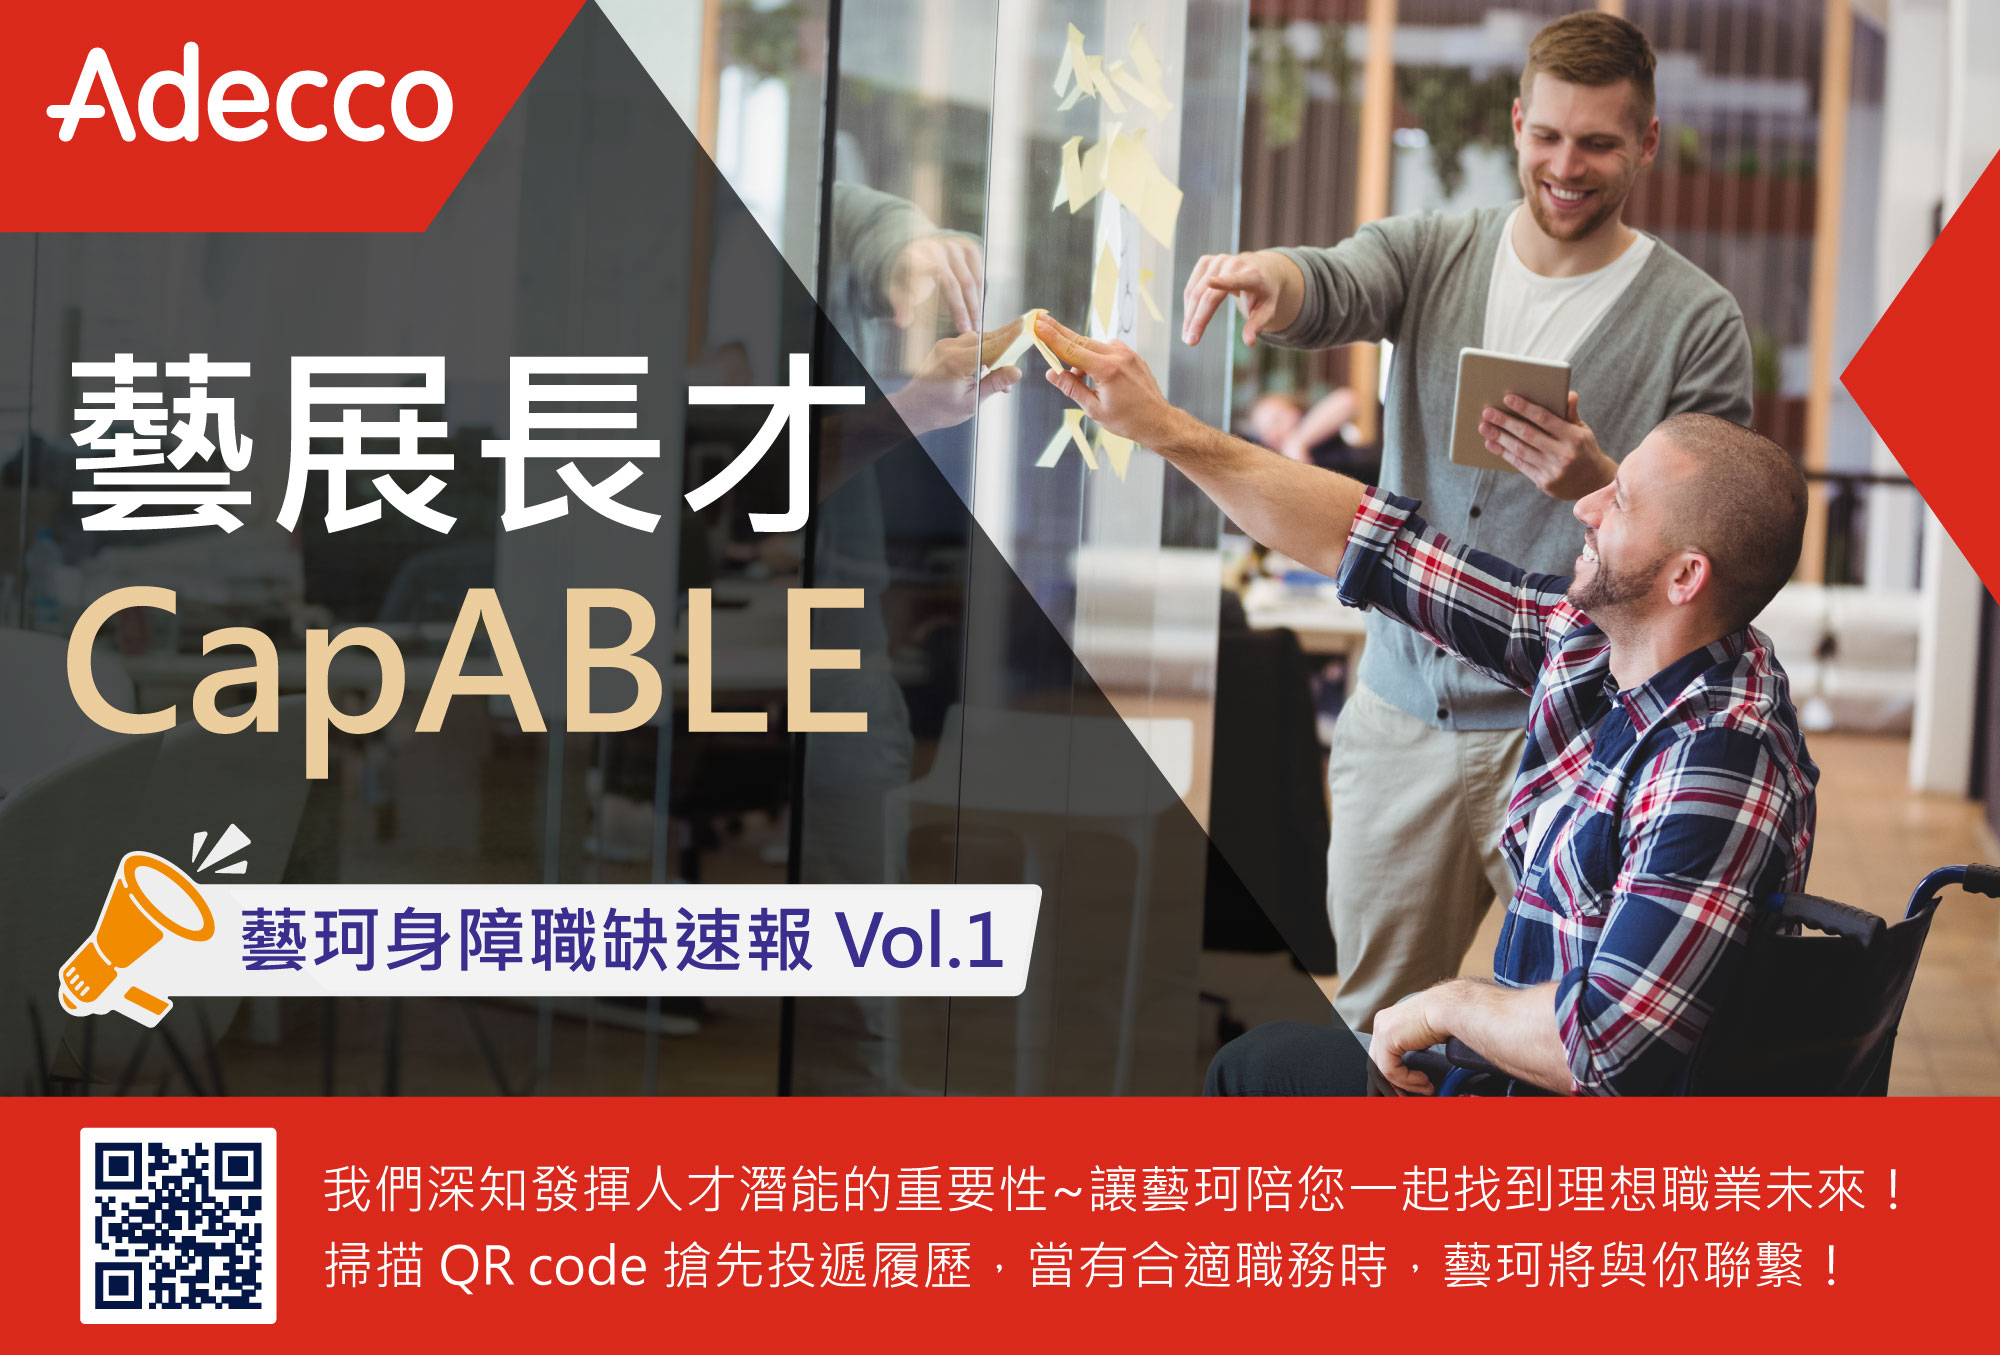 Adecco
藝展長才
CapABLE
藝珂身障職缺速報 Vol.1
我們深知發揮人才潛能的重要性~讓藝珂陪您一起找到理想職業未來！
掃描 QR code 搶先投遞履歷，當有合適職務時，藝珂將與你聯繫！